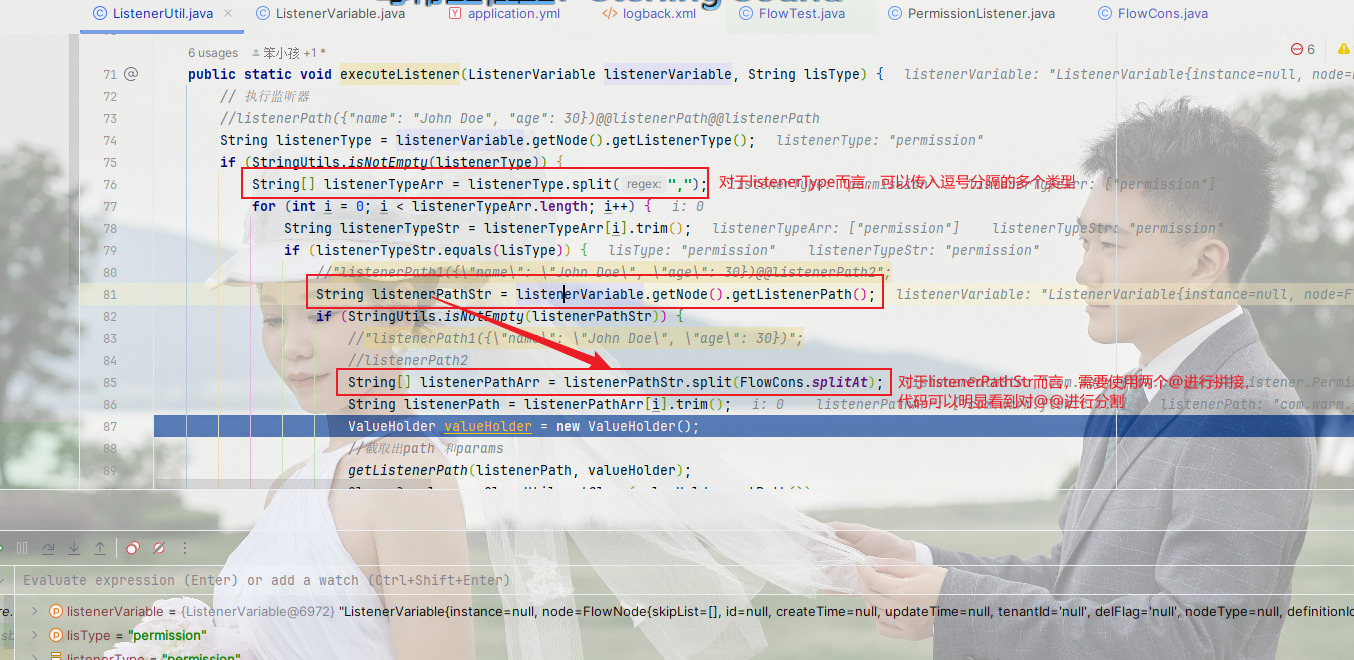 ListenerUtil.java
ListenerVariable.java
application.yml
logback.xml
FlowTest.java
PermissionListener.java
FlowCons.java
6 usages 笨小孩 +1 *
6
71 @ public static void executeListener(ListenerVariable listenerVariable, String lisType) { listenerVariable: "ListenerVariable{instance=null, node=F
72 // 执行监听器
73 //listenerPath({"name": "John Doe", "age": 30})@@listenerPath@@listenerPath
74 String listenerType = listenerVariable.getNode().getListenerType(); listenerType: "permission"
75 if (StringUtils.isNotEmpty(listenerType)) {
76 String[] listenerTypeArr = listenerType.split( regex: ",");
对于listenerType而言，可以传入逗号分隔的多个类型
77 for (int i = 0; i < listenerTypeArr.length; i++) { i: 0
78 String listenerTypeStr = listenerTypeArr[i].trim(); listenerTypeArr: ["permission"] listenerTypeStr: "permission"
79 if (listenerTypeStr.equals(lisType)) { lisType: "permission" listenerTypeStr: "permission"
80 //"listenerPath1({\"name\": \"John Doe\", \"age\": 30})@@listenerPath2";
81 String listenerPathStr = listenerVariable.getNode().getListenerPath(); listenerVariable: "ListenerVariable{instance=null, node=F
82 if (StringUtils.isNotEmpty(listenerPathStr)) {
83 //"listenerPath1({\"name\": \"John Doe\", \"age\": 30})";
84 //listenerPath2
85 String[] listenerPathArr = listenerPathStr.split(FlowCons.splitAt);
对于listenerPathStr而言，需要使用两个@进行拼接，
代码可以明显看到对@@进行分割
86 String listenerPath = listenerPathArr[i].trim(); i: 0 listenerPath: "com.warm.
87 ValueHolder valueHolder = new ValueHolder();
88 //截取出path 和params
89 getListenerPath(listenerPath, valueHolder);
Evaluate expression (Enter) or add a watch (Ctrl+Shift+Enter)
listenerVariable = {ListenerVariable@6972} "ListenerVariable{instance=null, node=FlowNode{skipList=[], id=null, createTime=null, updateTime=null, tenantId='null', delFlag='null', nodeType=null, definitionId
lisType = "permission"
listenerType = "permission"